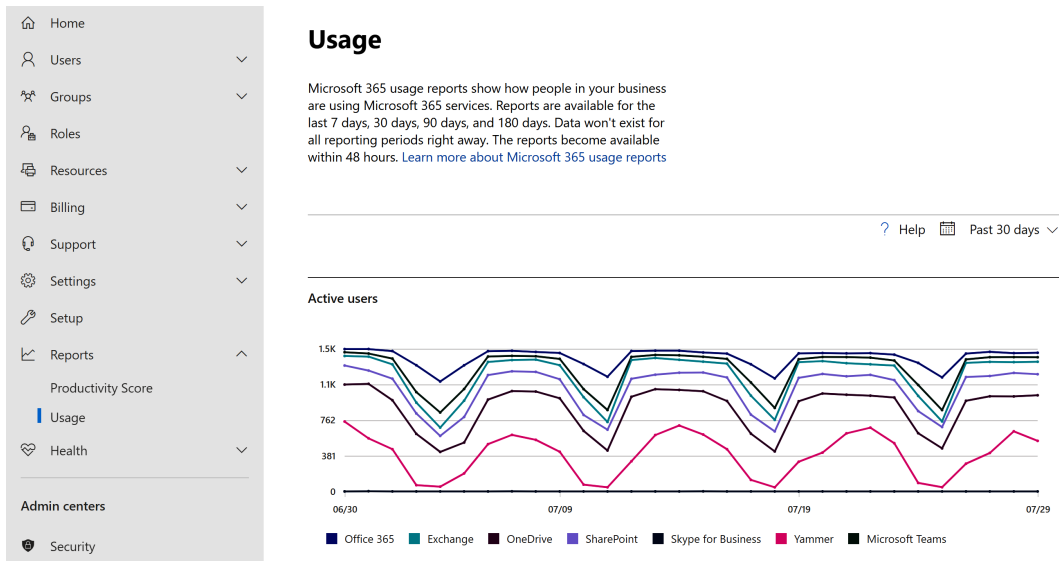 Home
Users
Groups
Roles
Resources
Billing
Support
Settings
Setup
Reports
Productivity Score
Usage
Health
Admin centers
Security
Usage
Microsoft 365 usage reports show how people in your business
are using Microsoft 365 services. Reports are available for the
last 7 days, 30 days, 90 days, and 180 days. Data won't exist for
all reporting periods right away. The reports become available
within 48 hours. Learn more about Microsoft 365 usage reports
? Help Past 30 days
Active users
1.5K
1.1K
762
381
0
06/30 07/09 07/19 07/29
Office 365 Exchange OneDrive SharePoint Skype for Business Yammer Microsoft Teams